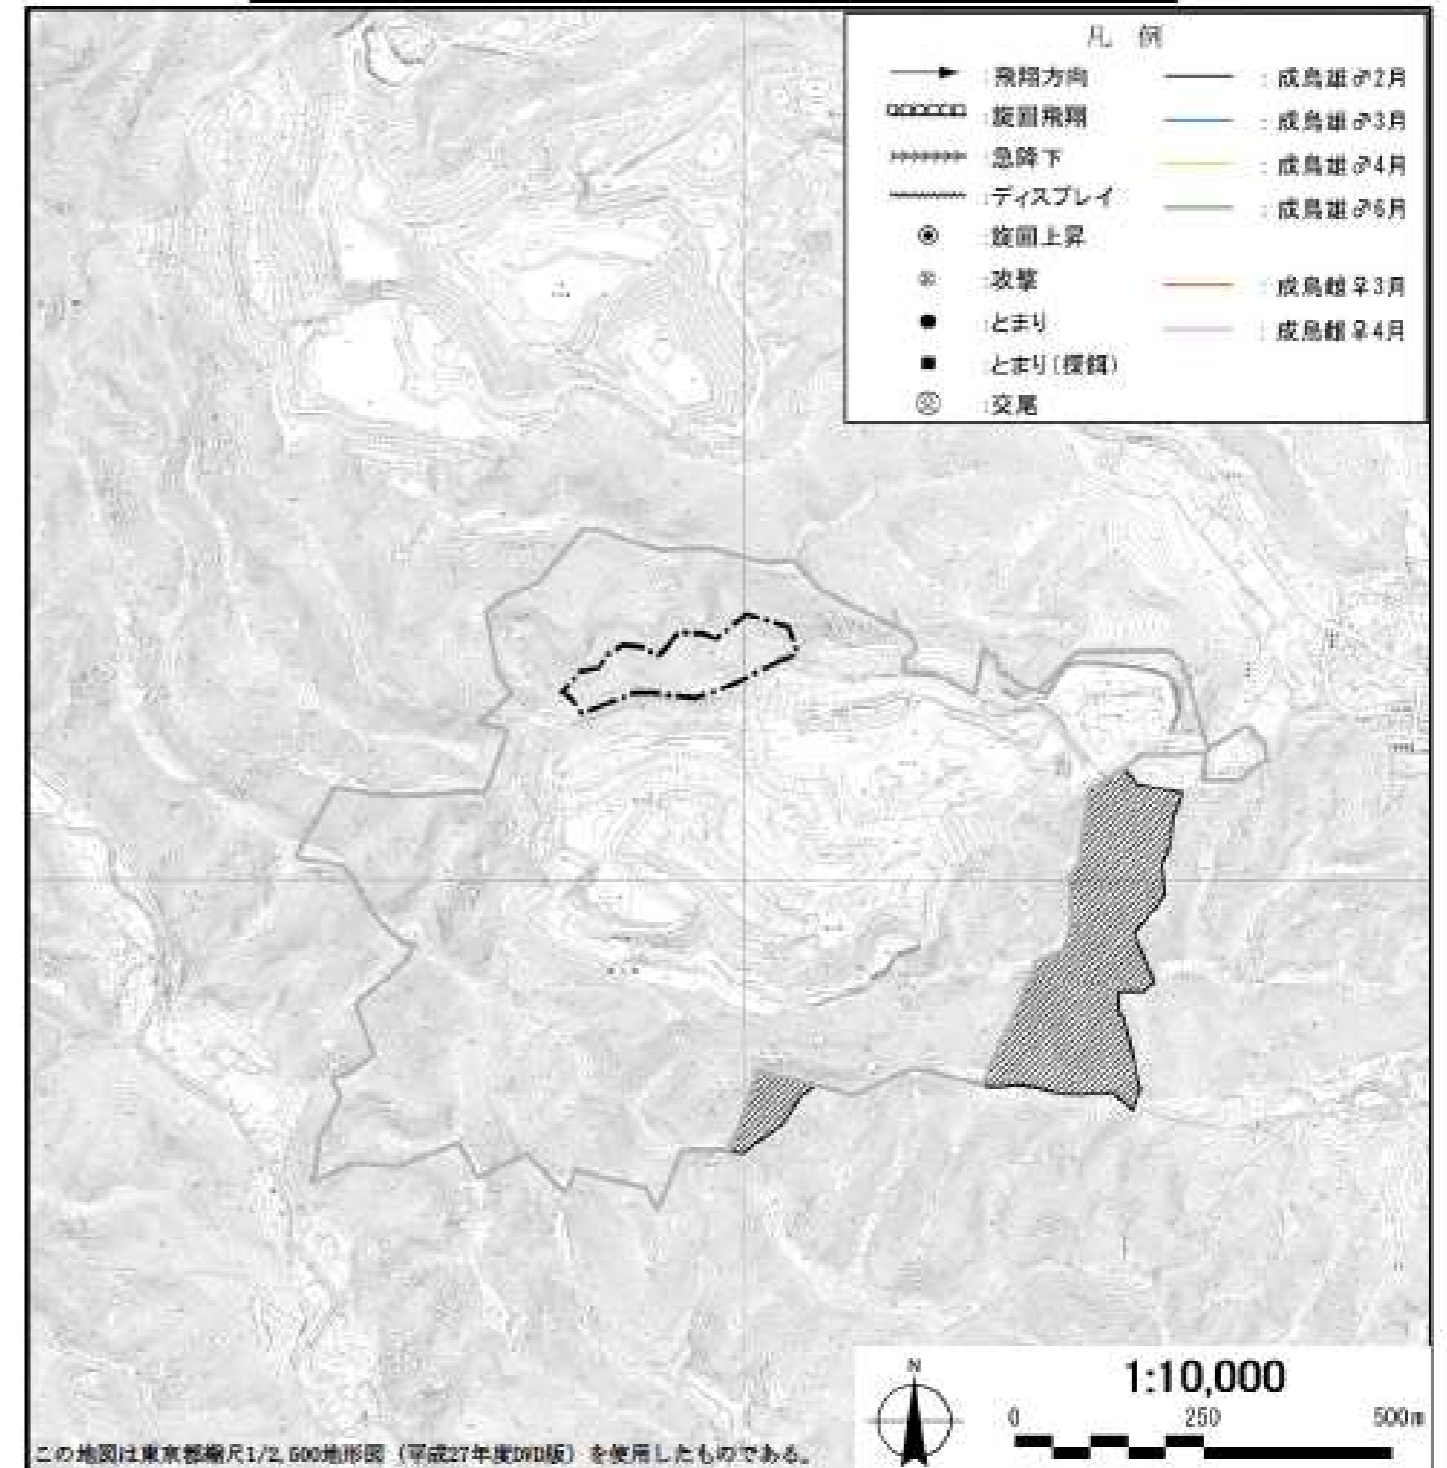 凡 例
:飛翔方向
:旋回飛翔
:急降下
:ディスプレイ
:旋回上昇
:攻撃
:とまり
:とまり(探餌)
:交尾
:成鳥雄♂2月
:成鳥雄♂3月
:成鳥雄♂4月
:成鳥雄♂6月
:成鳥雌♀3月
:成鳥雌♀4月
N
1:10,000
0 250 500m
この地図は東京都縮尺1/2,500地形図(平成27年度DVD版)を使用したものである。